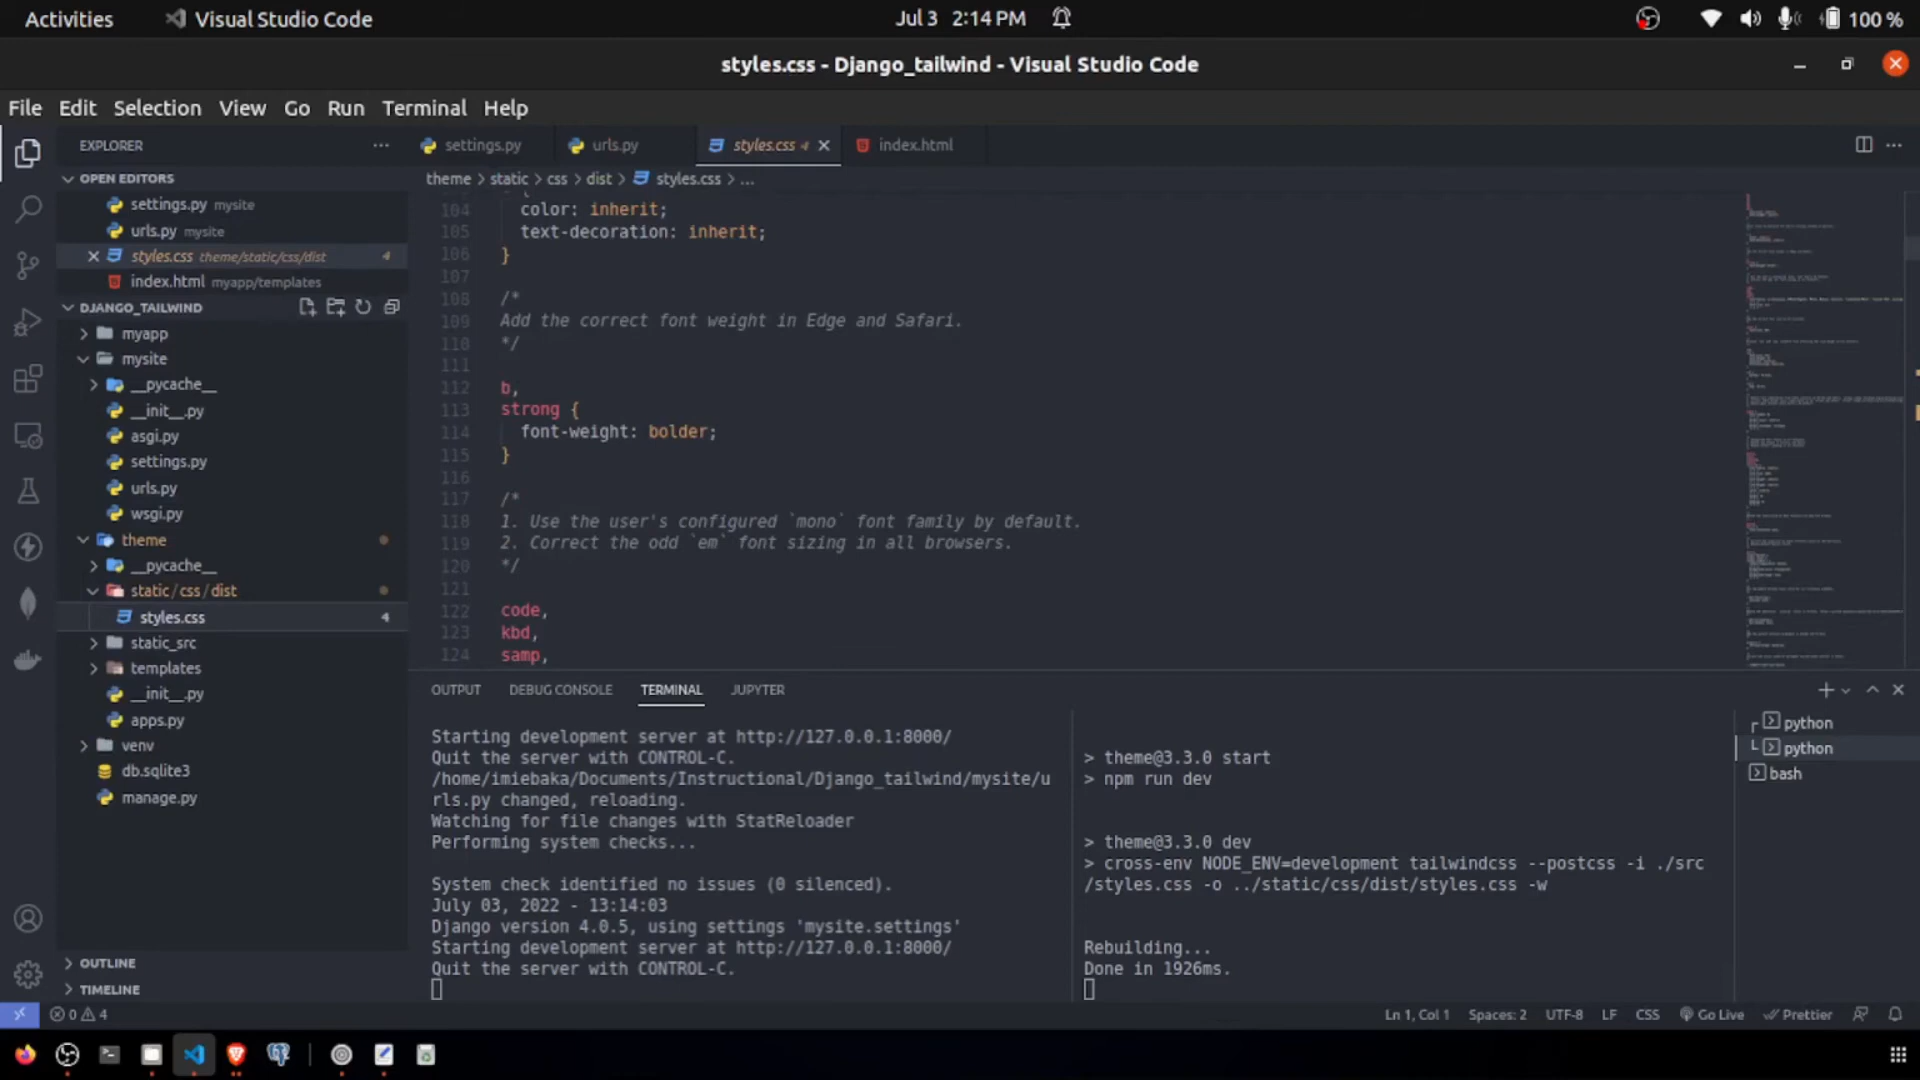 Activities
Visual Studio Code
Jul 3 2:14 PM
100 %
styles.css - Django_tailwind - Visual Studio Code
File Edit Selection View Go Run Terminal Help
EXPLORER
settings.py
urls.py
styles.css 4
index.html
OPEN EDITORS
theme > static > css > dist > styles.css > ...
settings.py mysite
urls.py mysite
styles.css theme/static/css/dist 4
index.html myapp/templates
DJANGO_TAILWIND
myapp
mysite
__pycache__
__init__.py
asgi.py
settings.py
urls.py
wsgi.py
theme
__pycache__
static/css/dist
styles.css 4
static_src
templates
__init__.py
apps.py
venv
db.sqlite3
manage.py
OUTLINE
TIMELINE
104 color: inherit;
105 text-decoration: inherit;
106 }
107
108 /*
109 Add the correct font weight in Edge and Safari.
110 */
111
112 b,
113 strong {
114 font-weight: bolder;
115 }
116
117 /*
118 1. Use the user's configured `mono` font family by default.
119 2. Correct the odd `em` font sizing in all browsers.
120 */
121
122 code,
123 kbd,
124 samp,
OUTPUT DEBUG CONSOLE TERMINAL JUPYTER
Starting development server at http://127.0.0.1:8000/
Quit the server with CONTROL-C.
/home/imiebaka/Documents/Instructional/Django_tailwind/mysite/u
rls.py changed, reloading.
Watching for file changes with StatReloader
Performing system checks...
System check identified no issues (0 silenced).
July 03, 2022 - 13:14:03
Django version 4.0.5, using settings 'mysite.settings'
Starting development server at http://127.0.0.1:8000/
Quit the server with CONTROL-C.
> theme@3.3.0 start
> npm run dev
> theme@3.3.0 dev
> cross-env NODE_ENV=development tailwindcss --postcss -i ./src
/styles.css -o ../static/css/dist/styles.css -w
Rebuilding...
Done in 1926ms.
python
python
bash
0 4
Ln 1, Col 1
Spaces: 2
UTF-8
LF
CSS
Go Live
Prettier